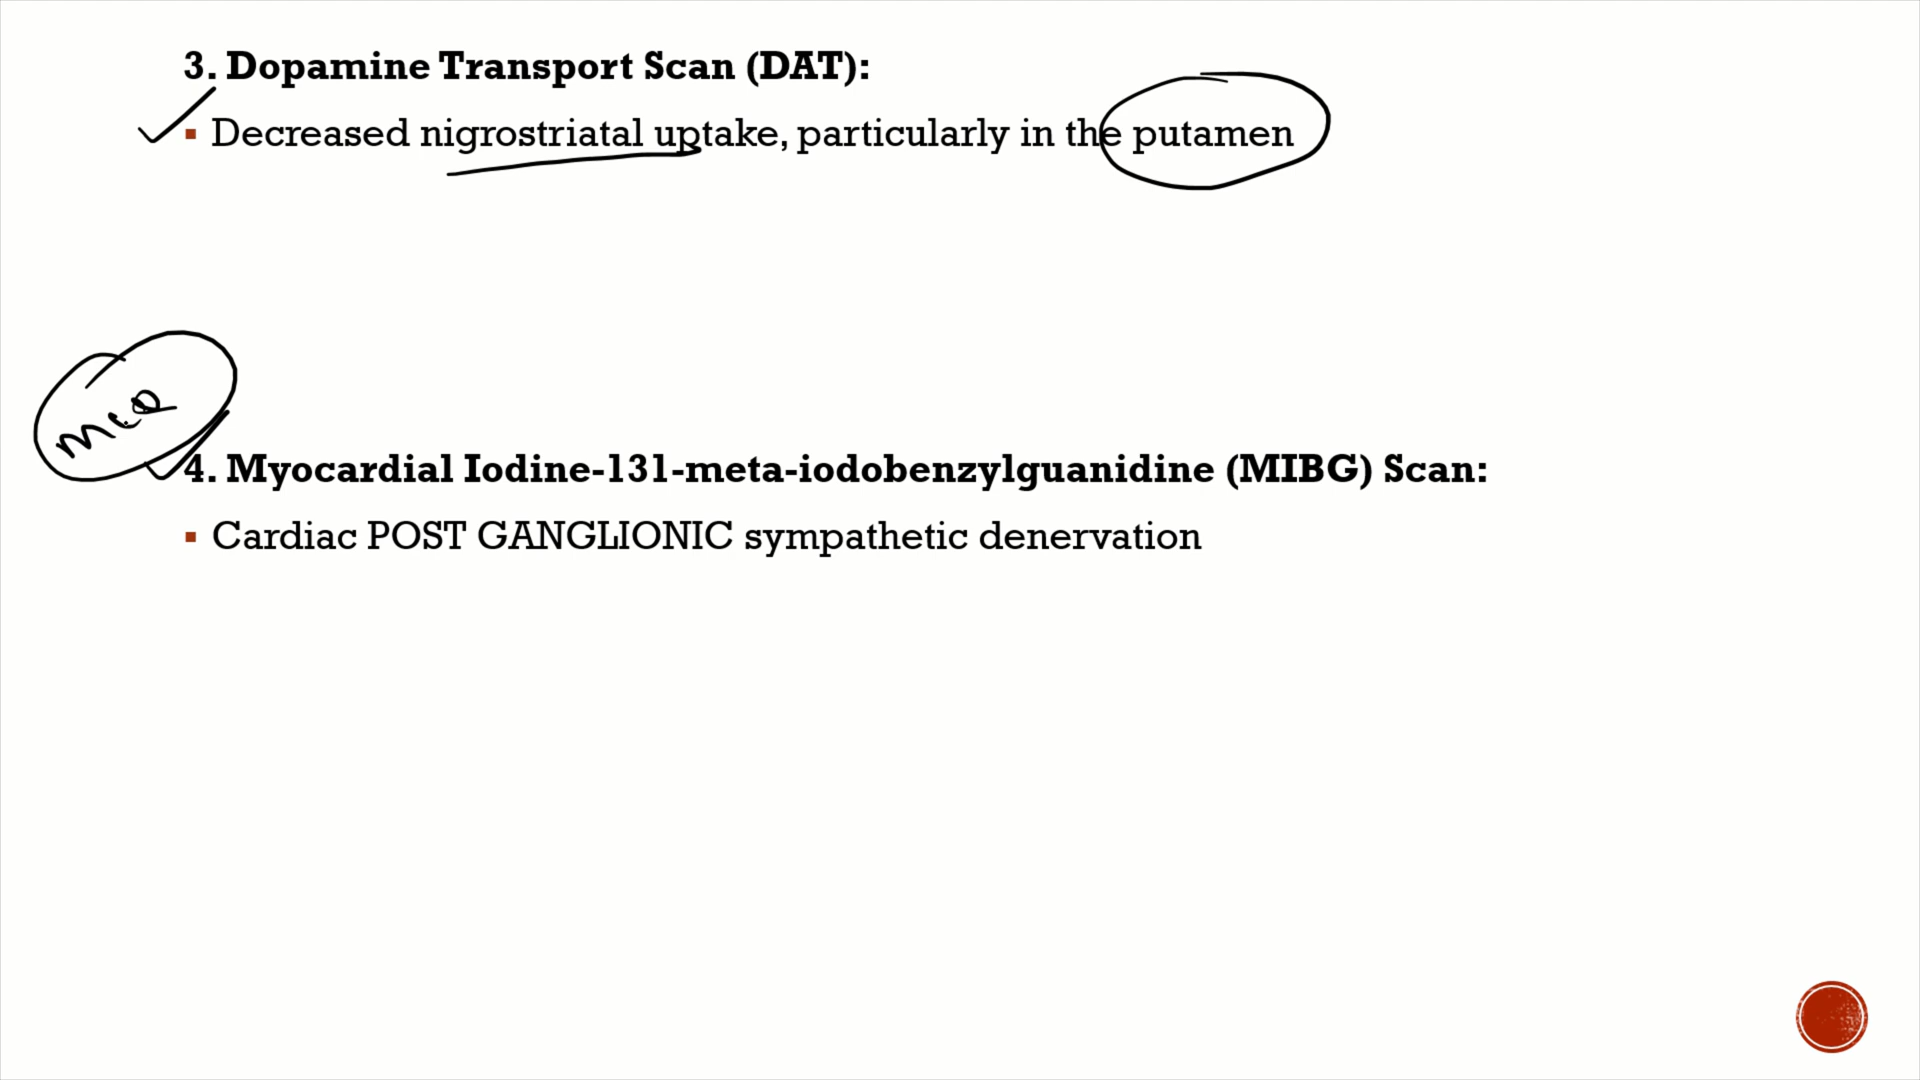 3. Dopamine Transport Scan (DAT):
▪ Decreased nigrostriatal uptake, particularly in the putamen
4. Myocardial Iodine-131-meta-iodobenzylguanidine (MIBG) Scan:
▪ Cardiac POST GANGLIONIC sympathetic denervation